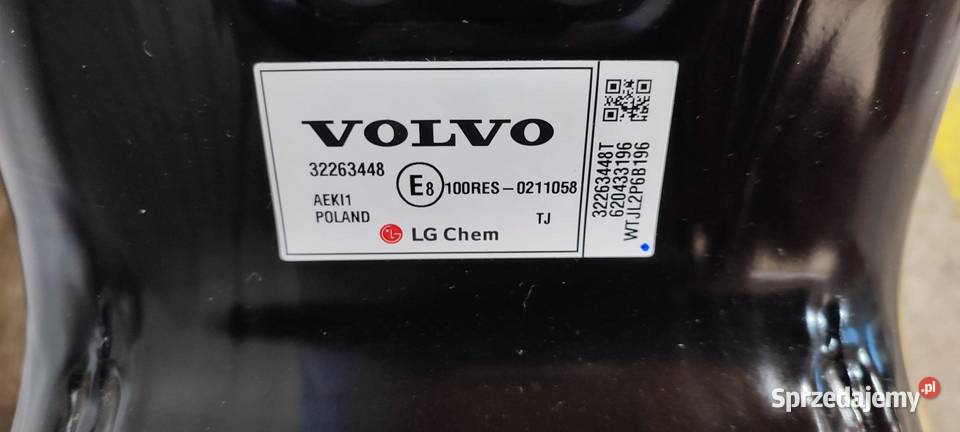 VOLVO
32263448
E8 100RES-0211058
AEKI1
POLAND
TJ
LG Chem
32263448T
620433196
WTJL2P6B196
Sprzedajemy.pl